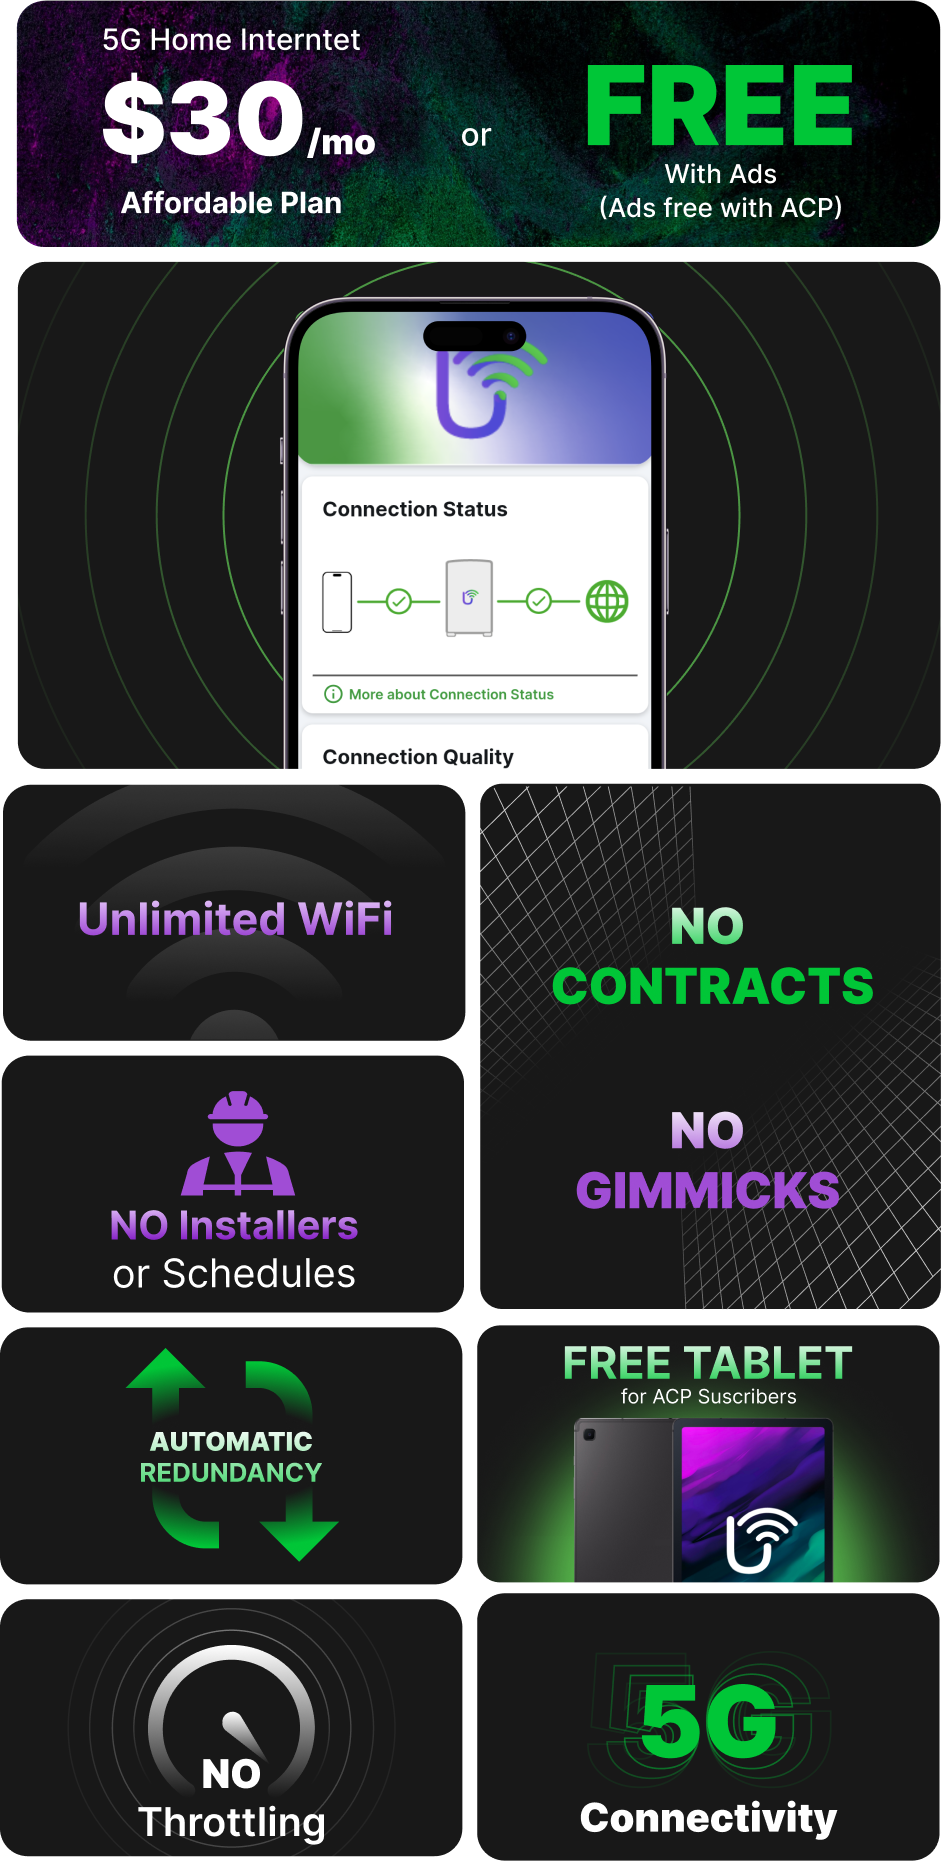 5G Home Interntet
$30/mo
Affordable Plan
or
FREE
With Ads
(Ads free with ACP)
Connection Status
More about Connection Status
Connection Quality
Unlimited WiFi
NO
CONTRACTS
NO
GIMMICKS
NO Installers
or Schedules
AUTOMATIC
REDUNDANCY
FREE TABLET
for ACP Suscribers
NO
Throttling
5G
Connectivity